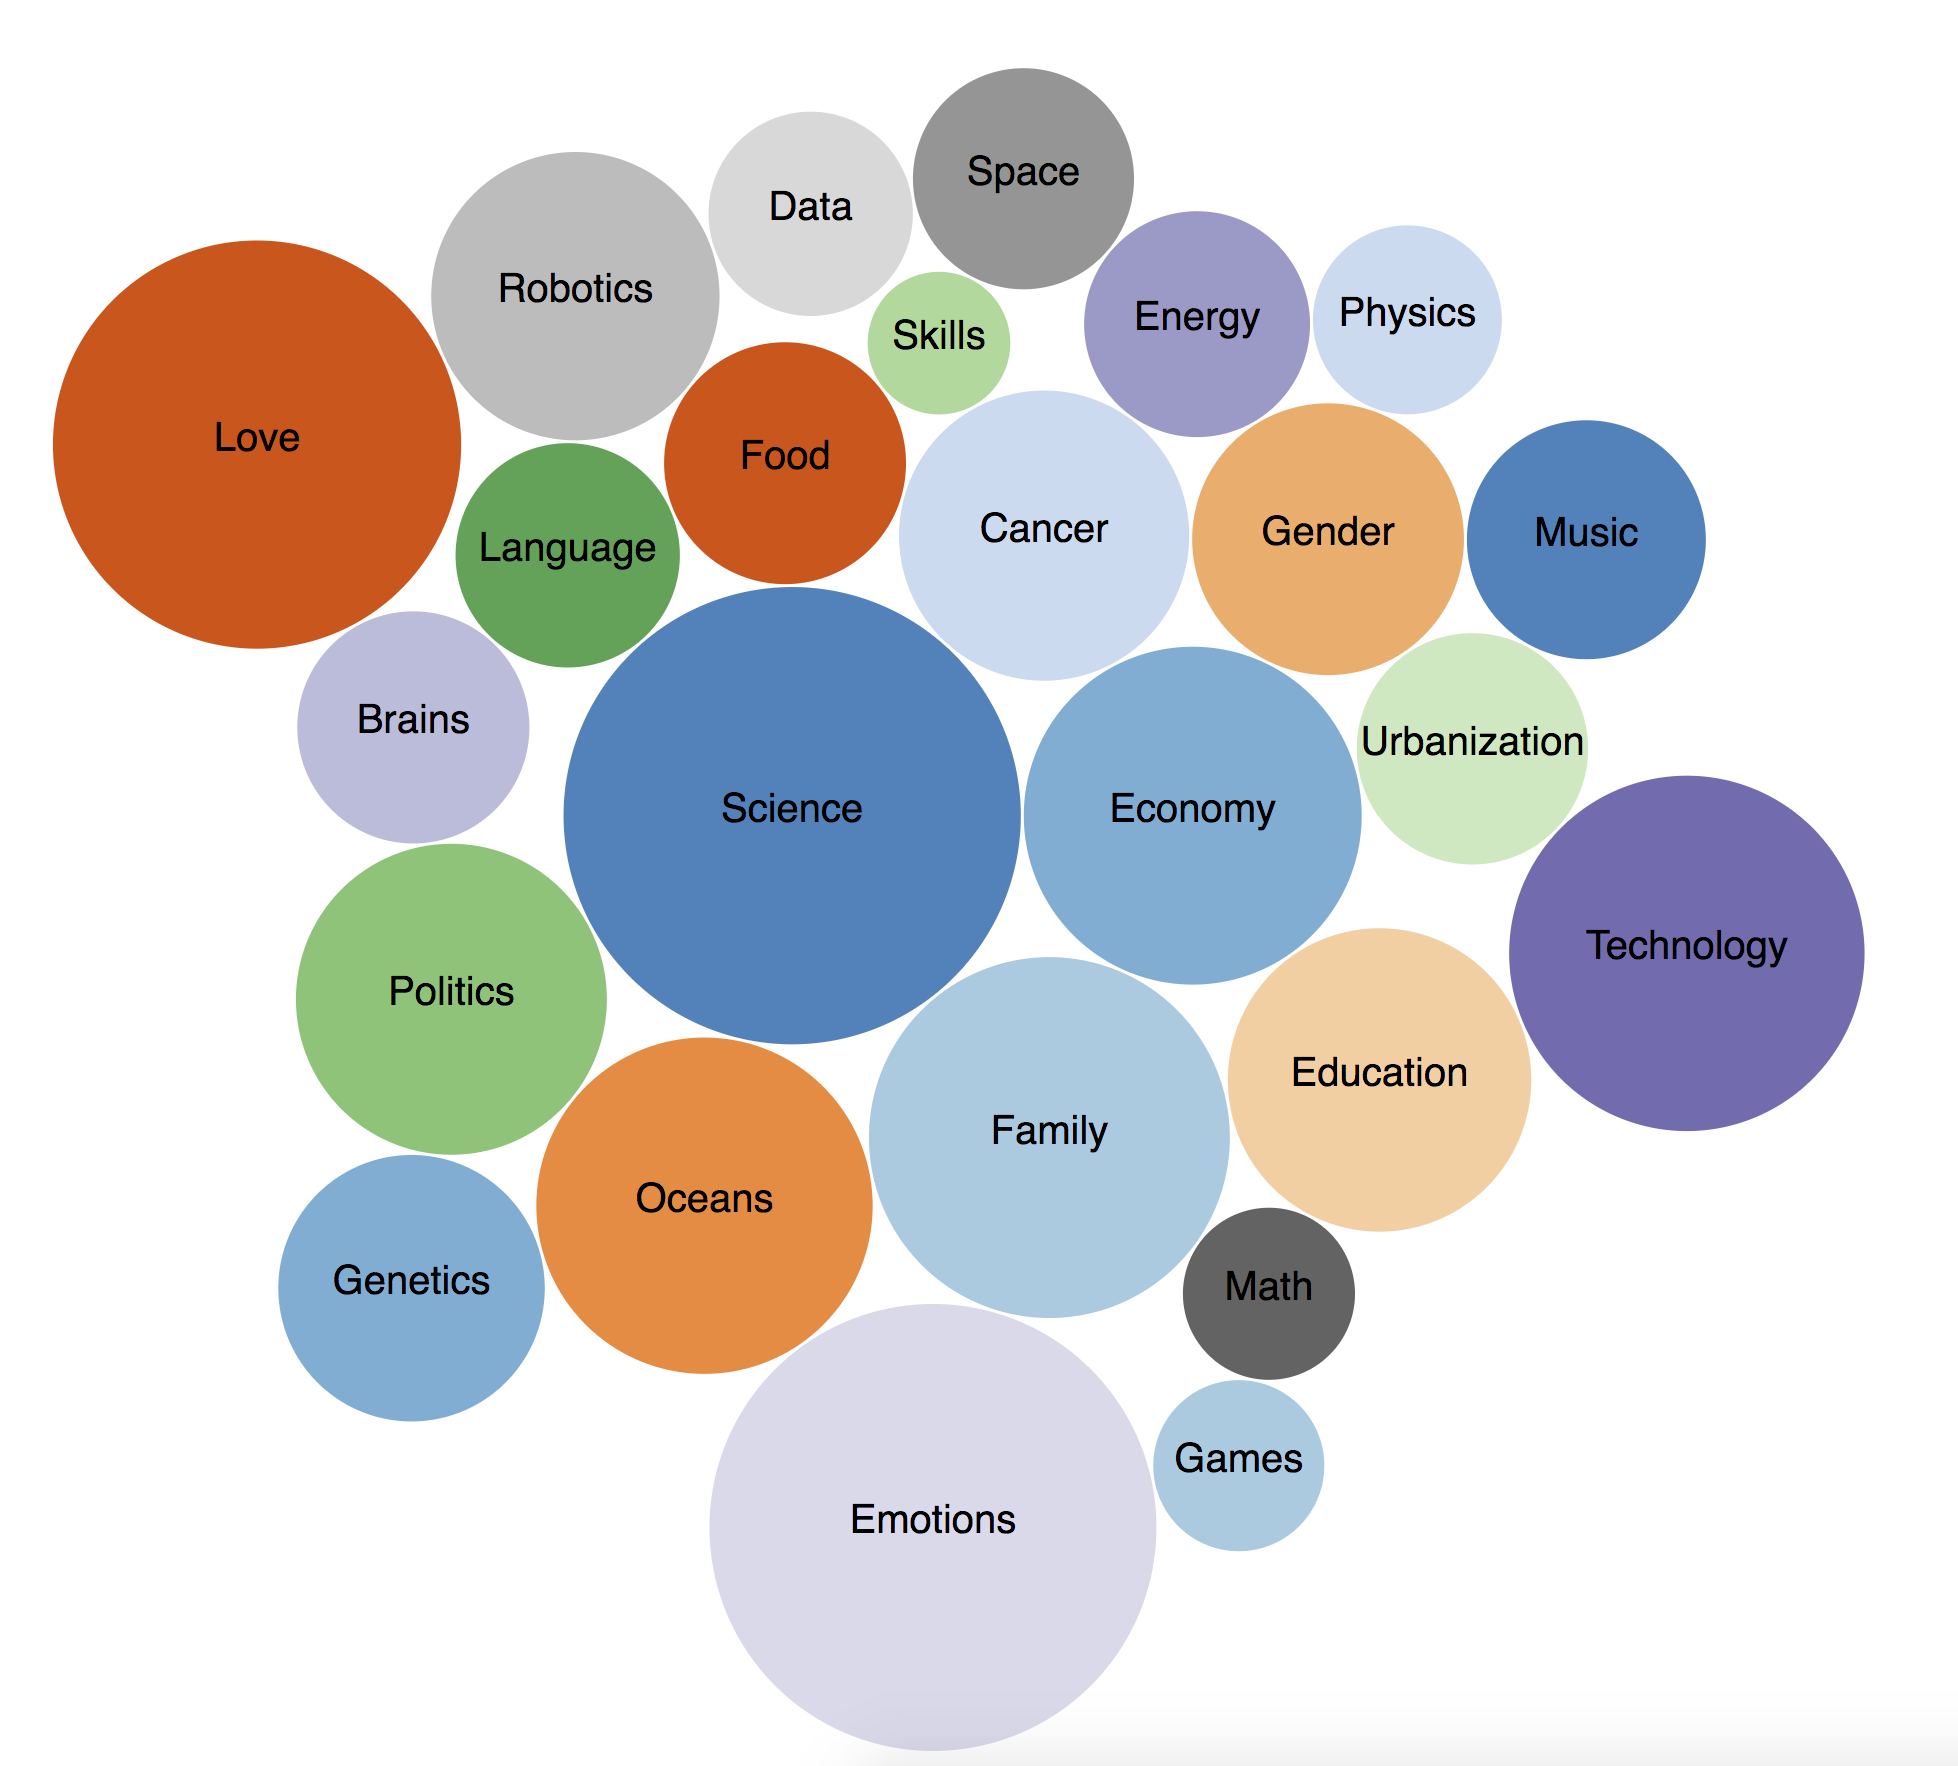 Space
Data
Robotics
Physics
Energy
Skills
Love
Food
Cancer
Gender
Music
Language
Brains
Urbanization
Science
Economy
Technology
Politics
Education
Family
Oceans
Genetics
Math
Games
Emotions